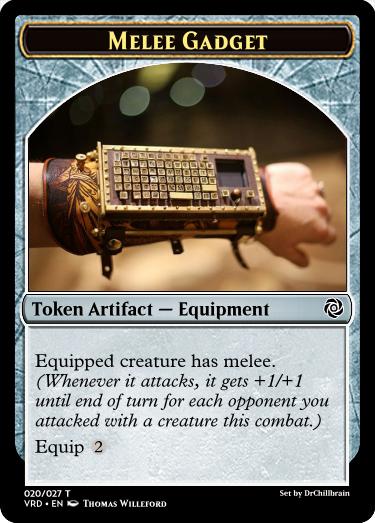 Melee Gadget
Token Artifact — Equipment
Equipped creature has melee.
(Whenever it attacks, it gets +1/+1
until end of turn for each opponent you
attacked with a creature this combat.)
Equip 2
020/027 T
Set by DrChillbrain
VRD • EN Thomas Willeford